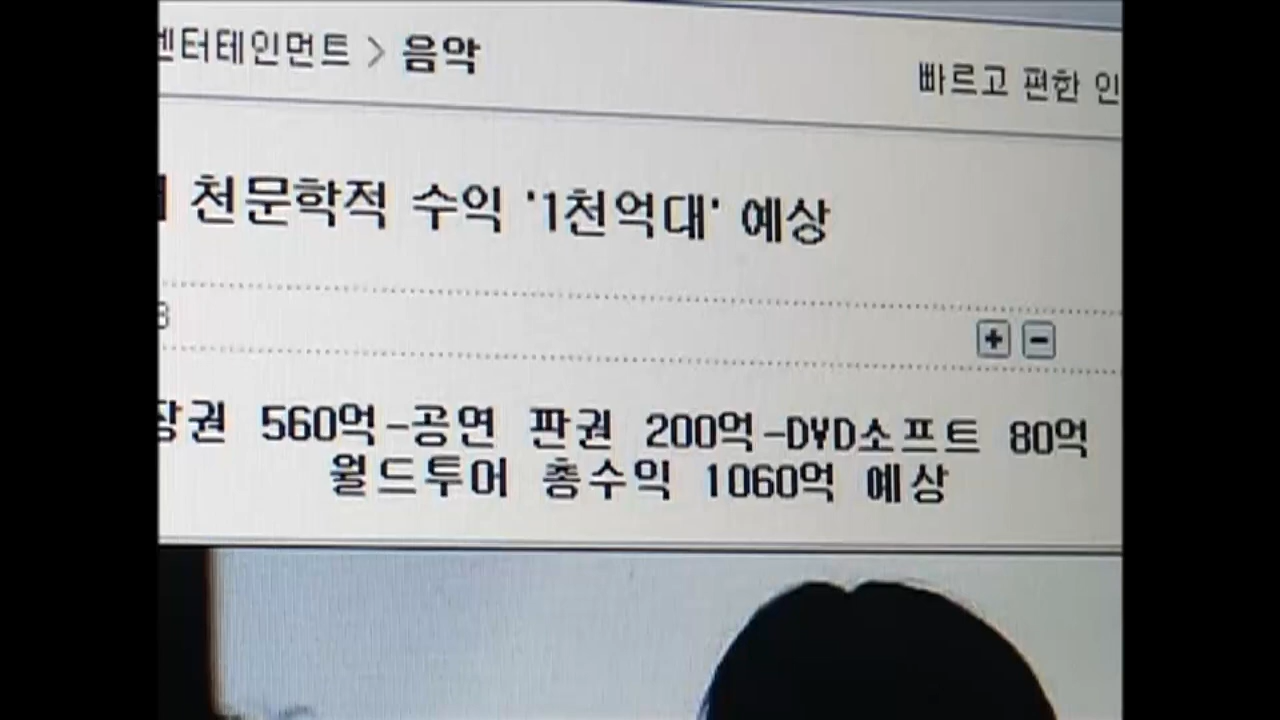 엔터테인먼트 > 음악
빠르고 편한 인
천문학적 수익 '1천억대' 예상
3
장권 560억-공연 판권 200억-DVD소프트 80억
월드투어 총수익 1060억 예상